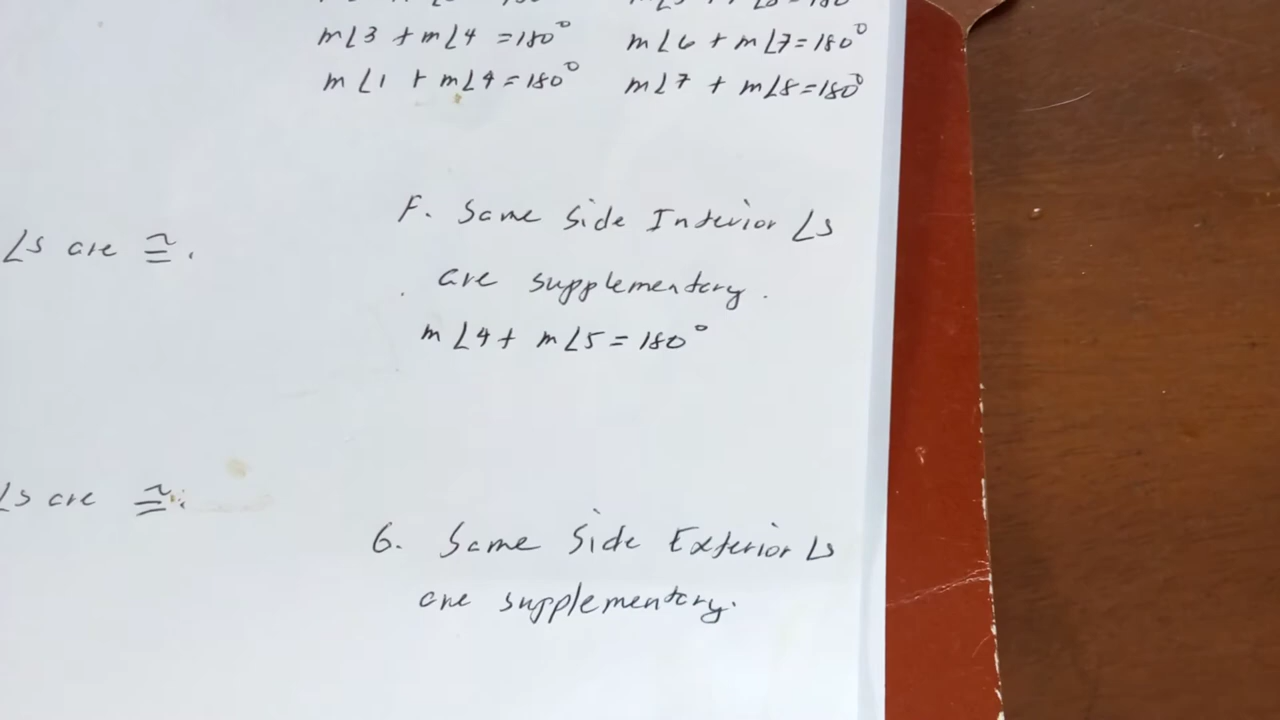 m∠3 + m∠4 = 180° m∠6 + m∠7 = 180°
m∠1 + m∠4 = 180° m∠7 + m∠8 = 180°
F. Same Side Interior ∠s
∠s are ≅.
are supplementary.
m∠4 + m∠5 = 180°
∠s are ≅.
G. Same Side Exterior ∠s
are supplementary.